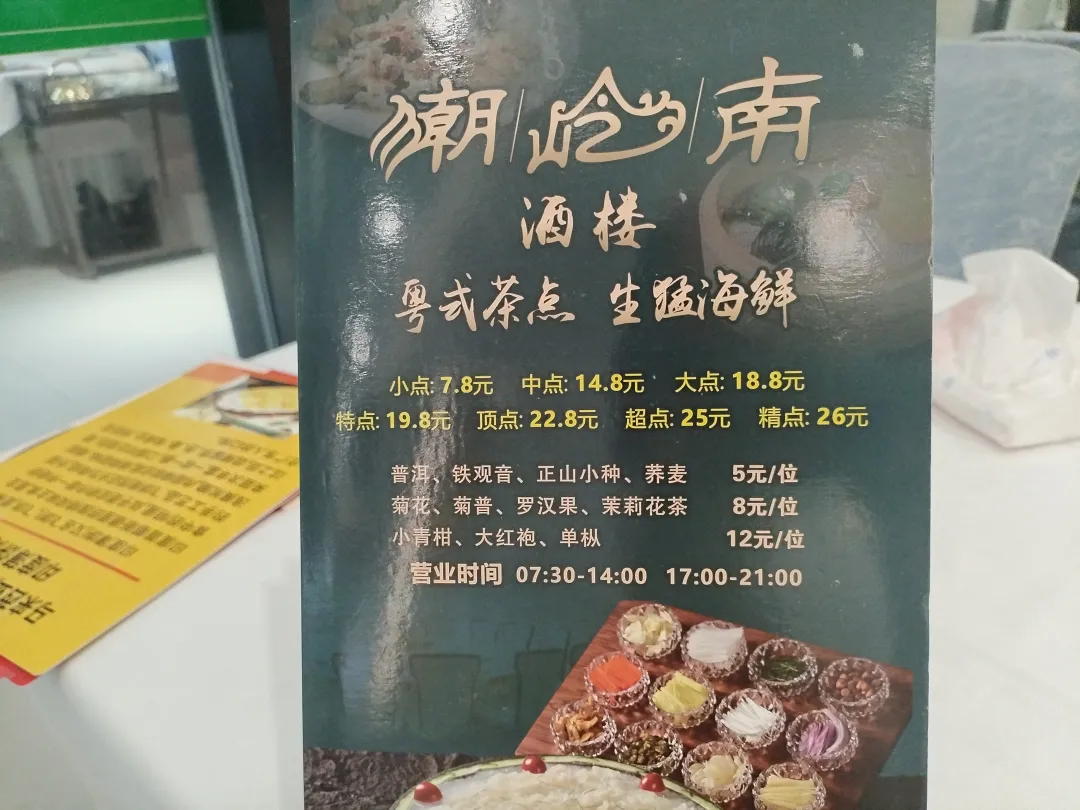 潮岭南
酒楼
粤式茶点 生猛海鲜
小点: 7.8元 中点: 14.8元 大点: 18.8元
特点: 19.8元 顶点: 22.8元 超点: 25元 精点: 26元
普洱、铁观音、正山小种、荞麦 5元/位
菊花、菊普、罗汉果、茉莉花茶 8元/位
小青柑、大红袍、单枞 12元/位
营业时间 07:30-14:00 17:00-21:00